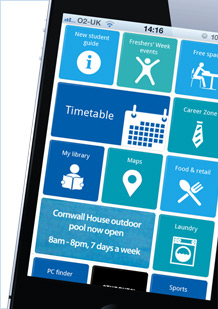 O2-UK
14:16
New student
guide
Freshers' Week
events
Free
Timetable
Career Zone
My library
Maps
Food & retail
Cornwall House outdoor
pool now open
8am - 8pm, 7 days a week
Laundry
PC finder
Sports